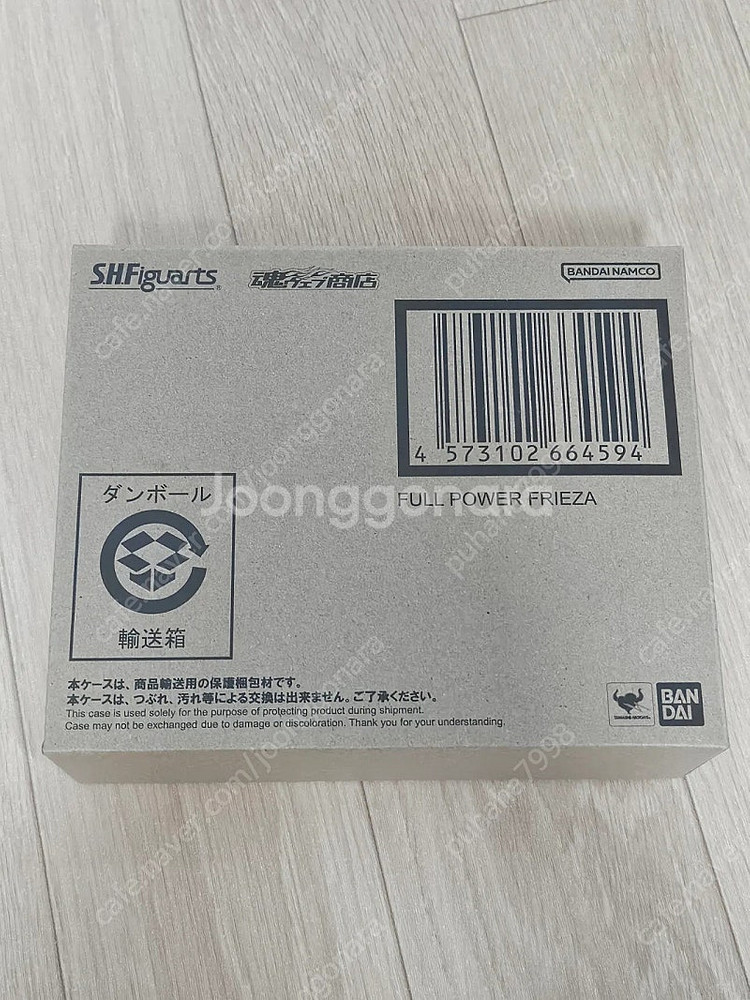 S.H.Figuarts®
魂ウェブ商店
BANDAI NAMCO
4 573102 664594
FULL POWER FRIEZA
ダンボール
輸送箱
本ケースは、商品輸送用の保護梱包材です。
本ケースは、つぶれ、汚れ等による交換は出来ません。ご了承ください。
This case is used solely for the purpose of protecting product during shipment.
Case may not be exchanged due to damage or discoloration. Thank you for your understanding.
BAN
DAI
Joonggonara
cafe.naver.com/joonggonara
puhaha7998